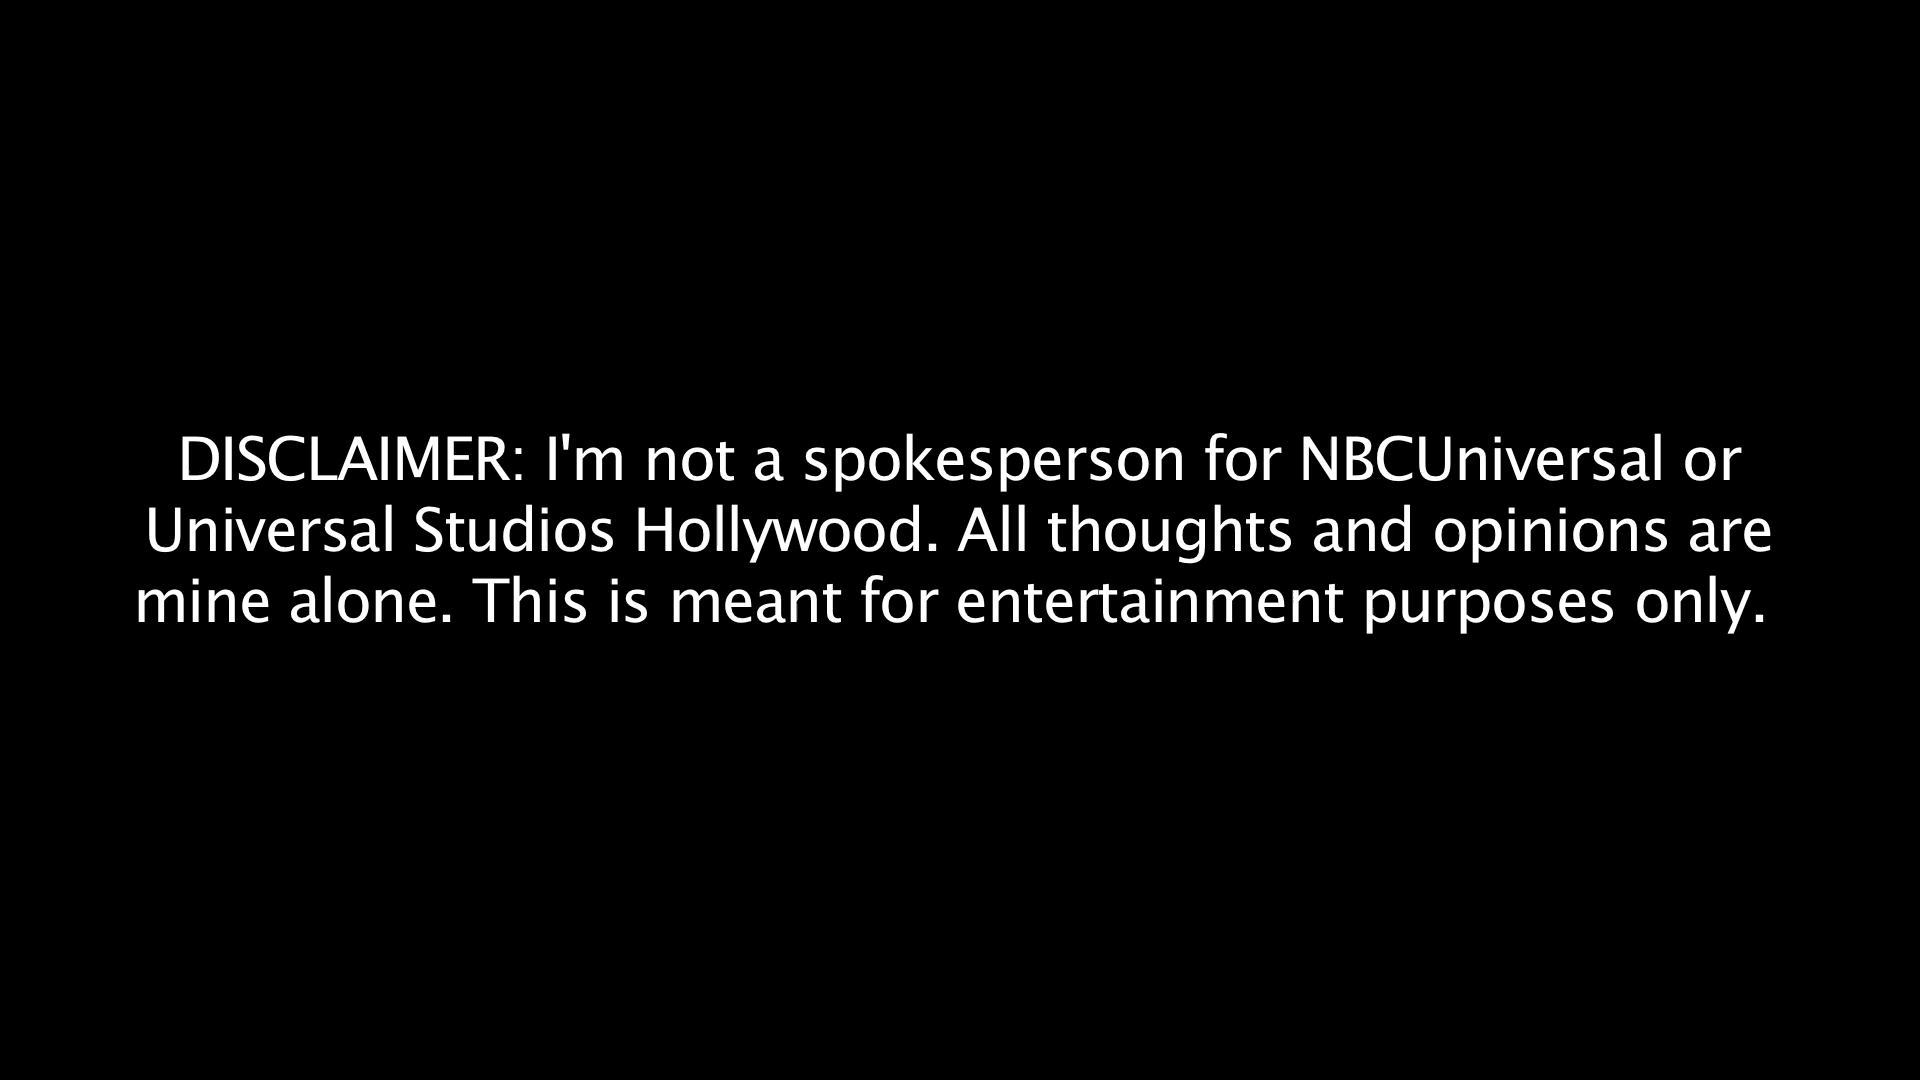 DISCLAIMER: I'm not a spokesperson for NBCUniversal or
Universal Studios Hollywood. All thoughts and opinions are
mine alone. This is meant for entertainment purposes only.